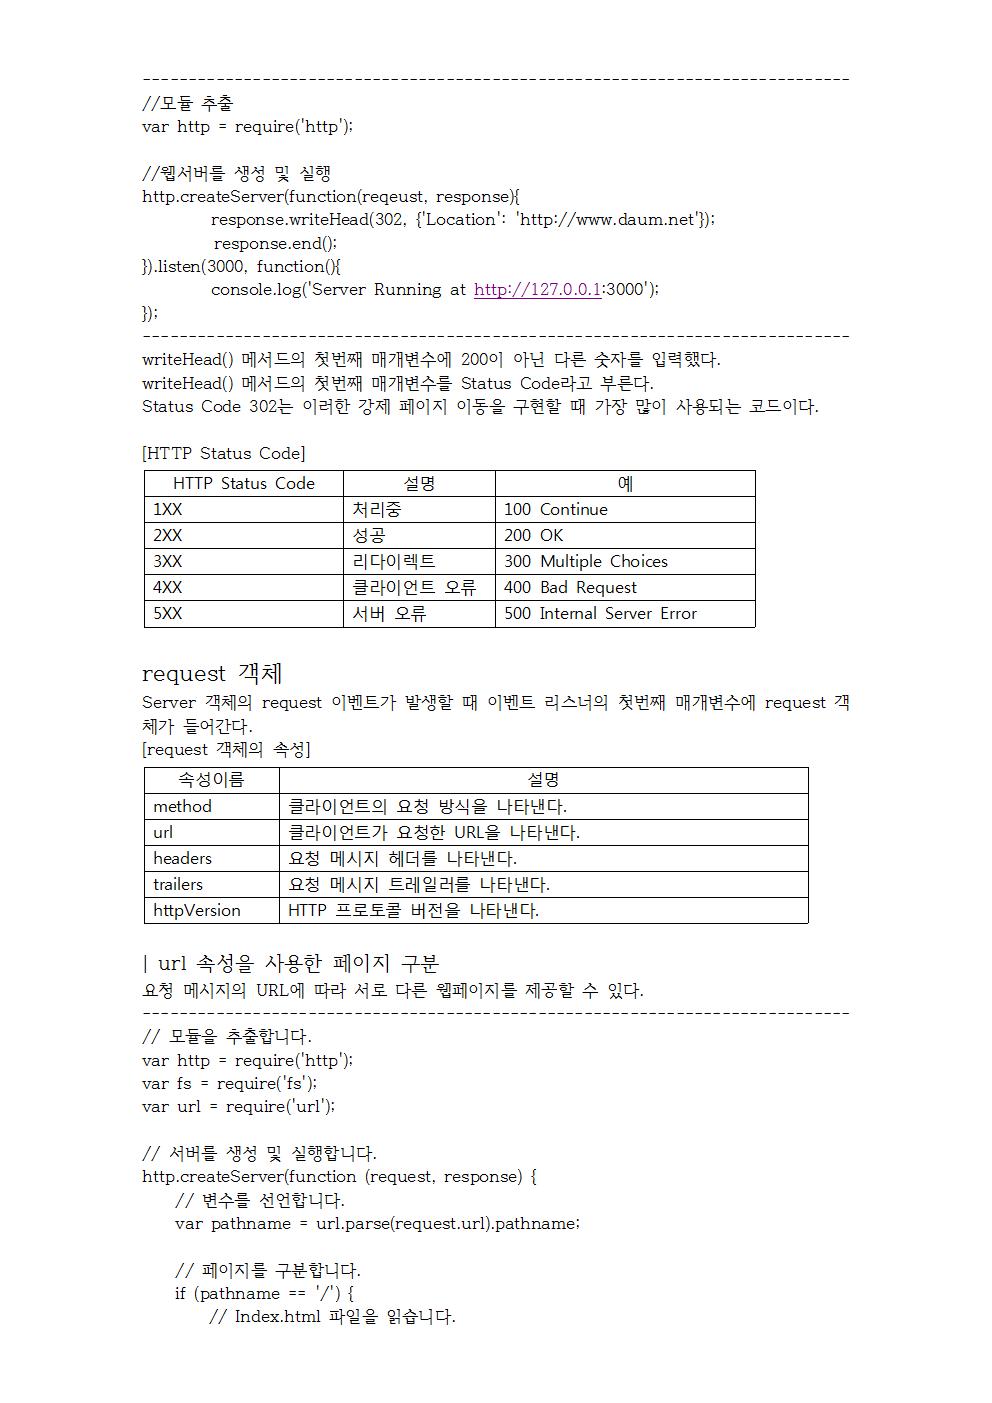 --------------------------------------------------------------------------------
//모듈 추출
var http = require('http');
//웹서버를 생성 및 실행
http.createServer(function(reqeust, response){
response.writeHead(302, {'Location': 'http://www.daum.net'});
response.end();
}).listen(3000, function(){
console.log('Server Running at http://127.0.0.1:3000');
});
--------------------------------------------------------------------------------
writeHead() 메서드의 첫번째 매개변수에 200이 아닌 다른 숫자를 입력했다.
writeHead() 메서드의 첫번째 매개변수를 Status Code라고 부른다.
Status Code 302는 이러한 강제 페이지 이동을 구현할 때 가장 많이 사용되는 코드이다.
[HTTP Status Code]
HTTP Status Code 설명 예
1XX 처리중 100 Continue
2XX 성공 200 OK
3XX 리다이렉트 300 Multiple Choices
4XX 클라이언트 오류 400 Bad Request
5XX 서버 오류 500 Internal Server Error
request 객체
Server 객체의 request 이벤트가 발생할 때 이벤트 리스너의 첫번째 매개변수에 request 객
체가 들어간다.
[request 객체의 속성]
속성이름 설명
method 클라이언트의 요청 방식을 나타낸다.
url 클라이언트가 요청한 URL을 나타낸다.
headers 요청 메시지 헤더를 나타낸다.
trailers 요청 메시지 트레일러를 나타낸다.
httpVersion HTTP 프로토콜 버전을 나타낸다.
| url 속성을 사용한 페이지 구분
요청 메시지의 URL에 따라 서로 다른 웹페이지를 제공할 수 있다.
--------------------------------------------------------------------------------
// 모듈을 추출합니다.
var http = require('http');
var fs = require('fs');
var url = require('url');
// 서버를 생성 및 실행합니다.
http.createServer(function (request, response) {
// 변수를 선언합니다.
var pathname = url.parse(request.url).pathname;
// 페이지를 구분합니다.
if (pathname == '/') {
// Index.html 파일을 읽습니다.